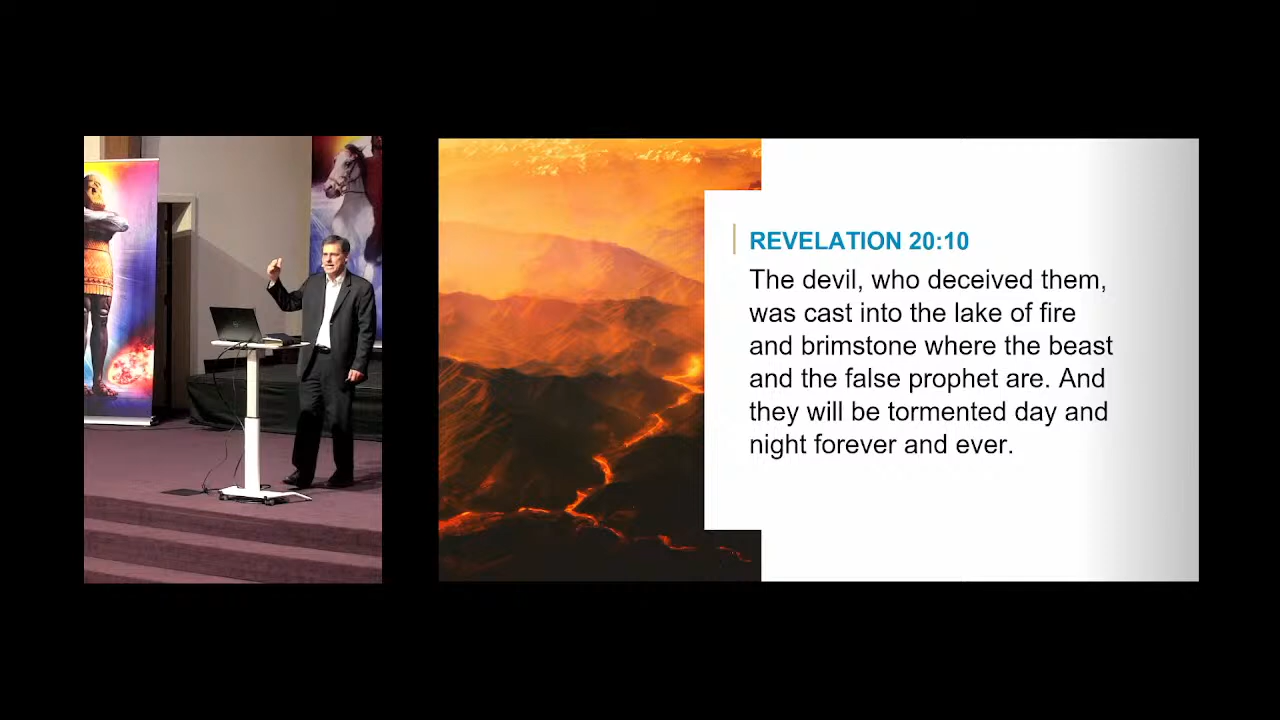 REVELATION 20:10
The devil, who deceived them,
was cast into the lake of fire
and brimstone where the beast
and the false prophet are. And
they will be tormented day and
night forever and ever.